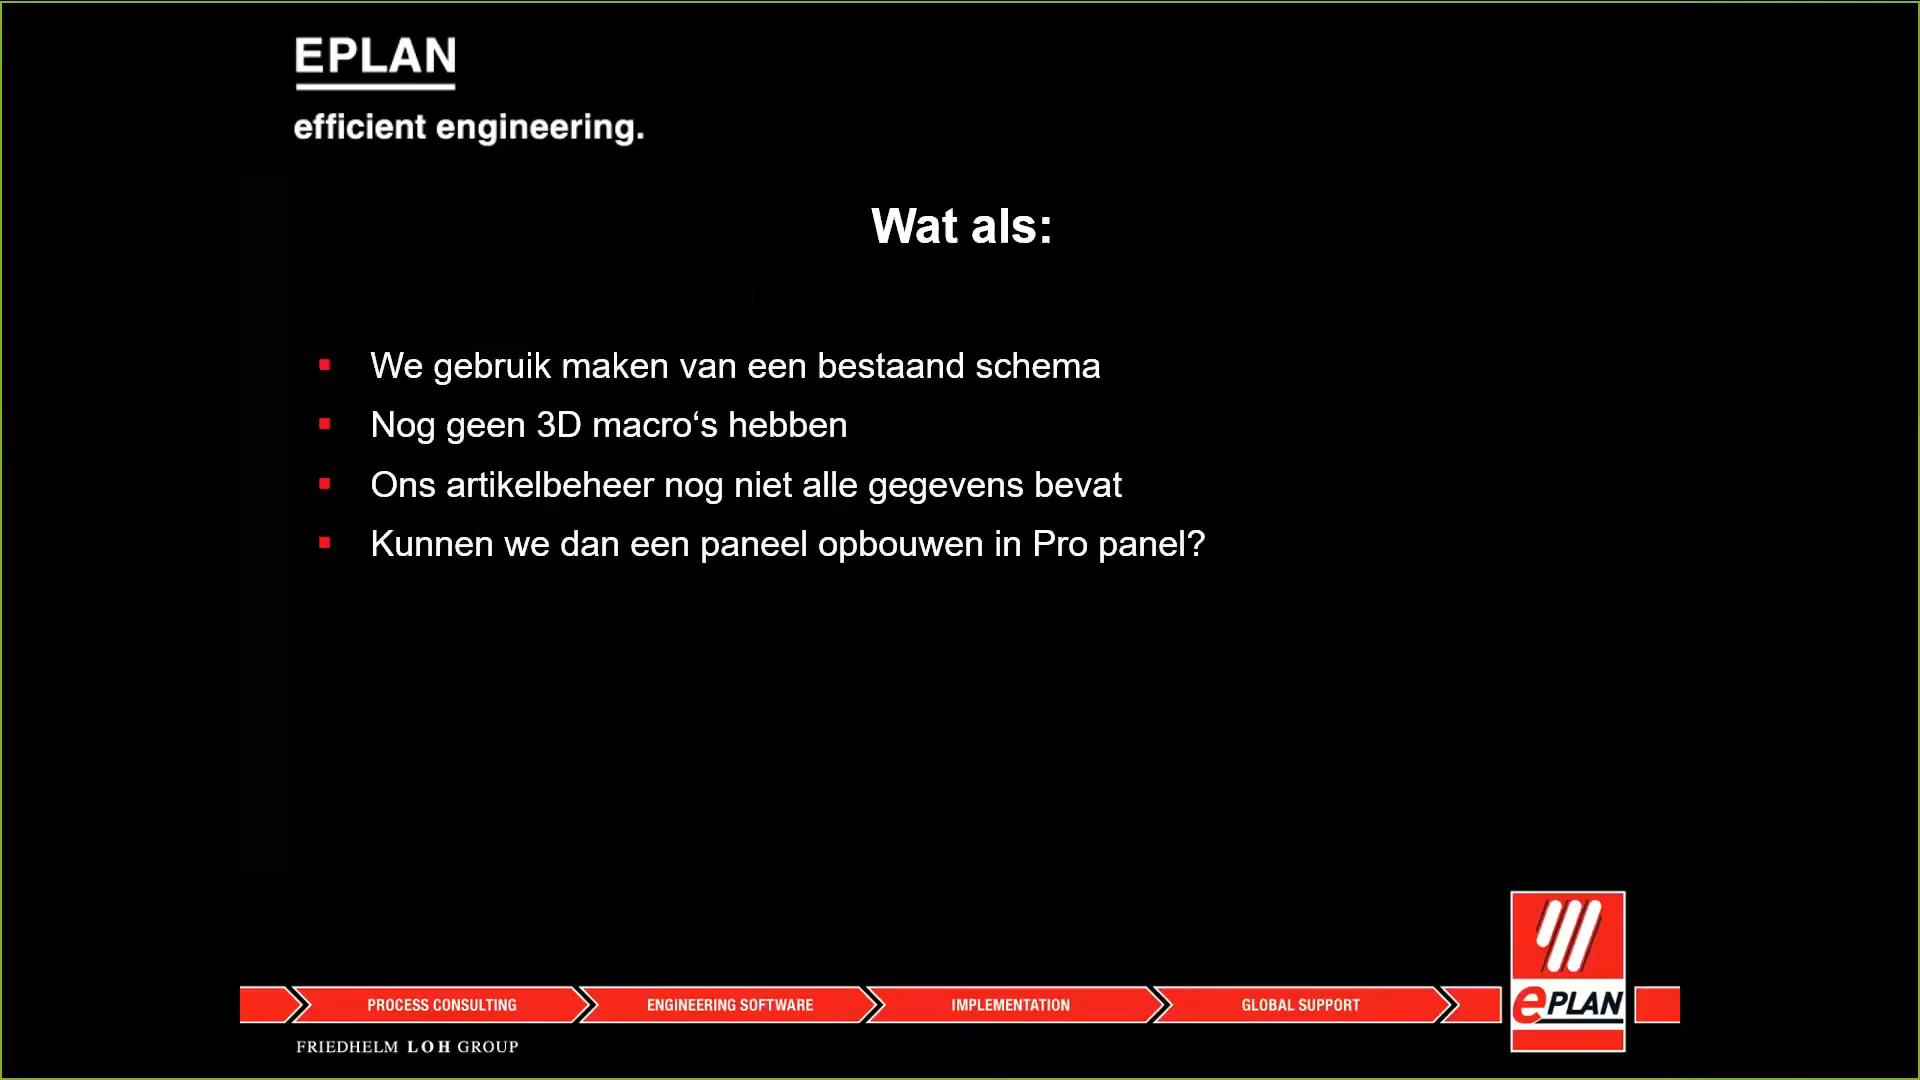 EPLAN
efficient engineering.
Wat als:
We gebruik maken van een bestaand schema
Nog geen 3D macro‘s hebben
Ons artikelbeheer nog niet alle gegevens bevat
Kunnen we dan een paneel opbouwen in Pro panel?
PROCESS CONSULTING
ENGINEERING SOFTWARE
IMPLEMENTATION
GLOBAL SUPPORT
ePLAN
FRIEDHELM LOH GROUP